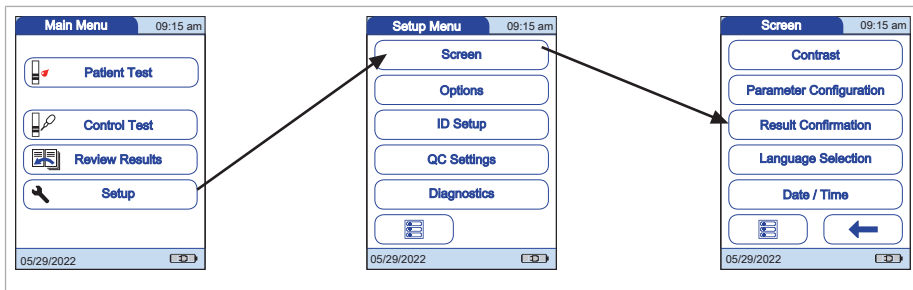 Main Menu 09:15 am
Patient Test
Control Test
Review Results
Setup
05/29/2022
Setup Menu 09:15 am
Screen
Options
ID Setup
QC Settings
Diagnostics
05/29/2022
Screen 09:15 am
Contrast
Parameter Configuration
Result Confirmation
Language Selection
Date / Time
05/29/2022